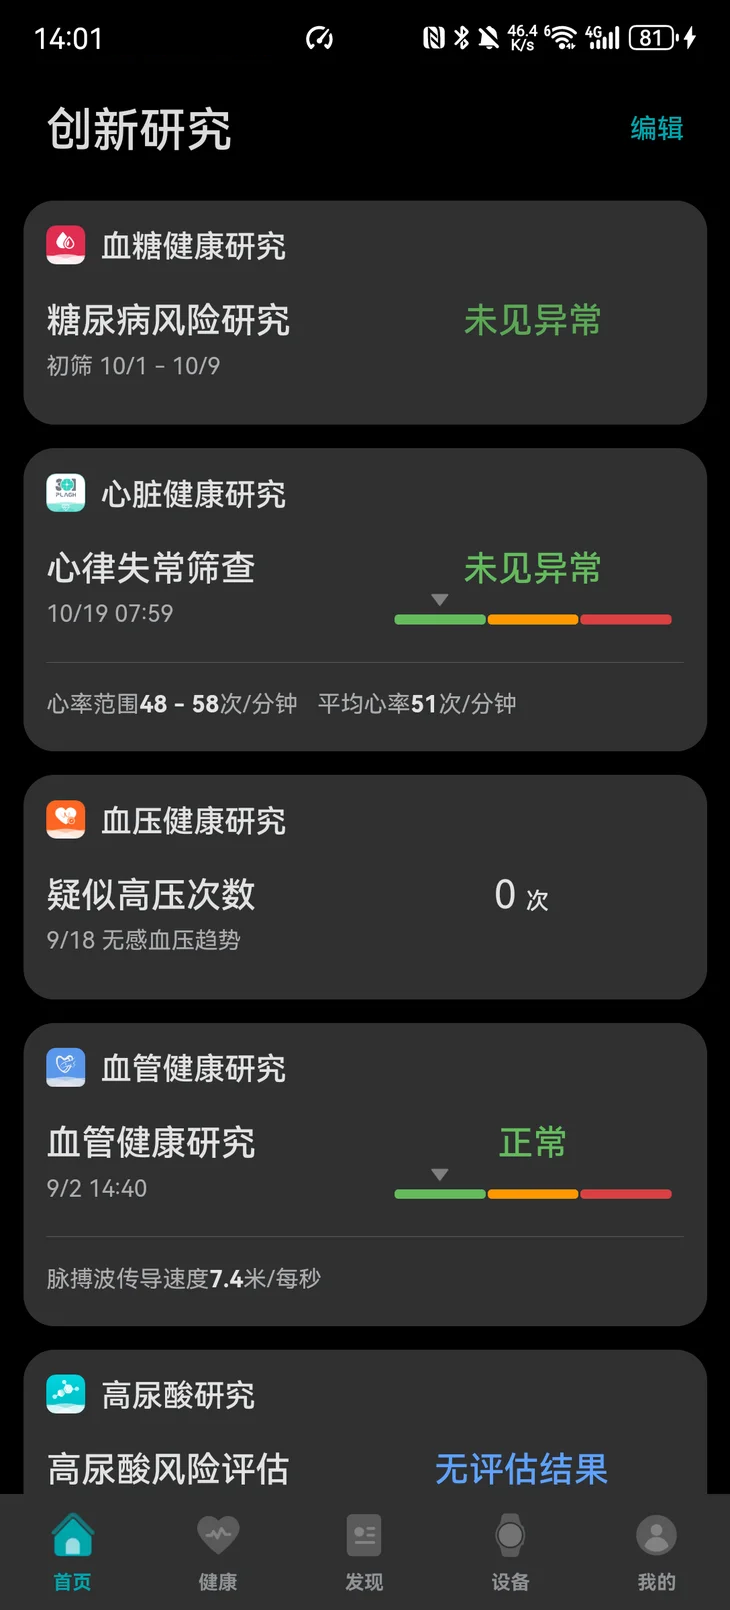 14:01
46.4 K/s
6
4G
81
创新研究
编辑
血糖健康研究
糖尿病风险研究
未见异常
初筛 10/1 - 10/9
301
PLAGH
心脏健康研究
心律失常筛查
未见异常
10/19 07:59
心率范围48 - 58次/分钟 平均心率51次/分钟
血压健康研究
疑似高压次数
0 次
9/18 无感血压趋势
血管健康研究
血管健康研究
正常
9/2 14:40
脉搏波传导速度7.4米/每秒
高尿酸研究
高尿酸风险评估
无评估结果
首页
健康
发现
设备
我的